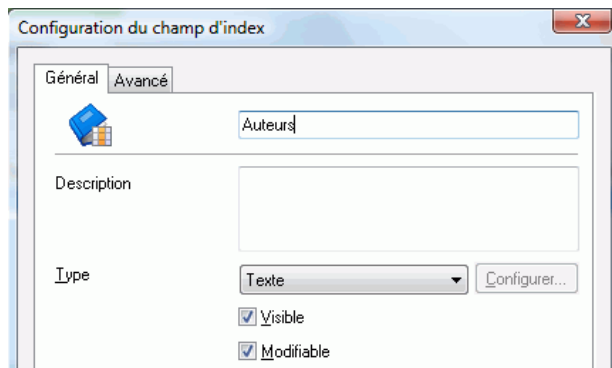 Configuration du champ d'index
Général Avancé
Auteurs
Description
Type Texte Configurer...
Visible
Modifiable